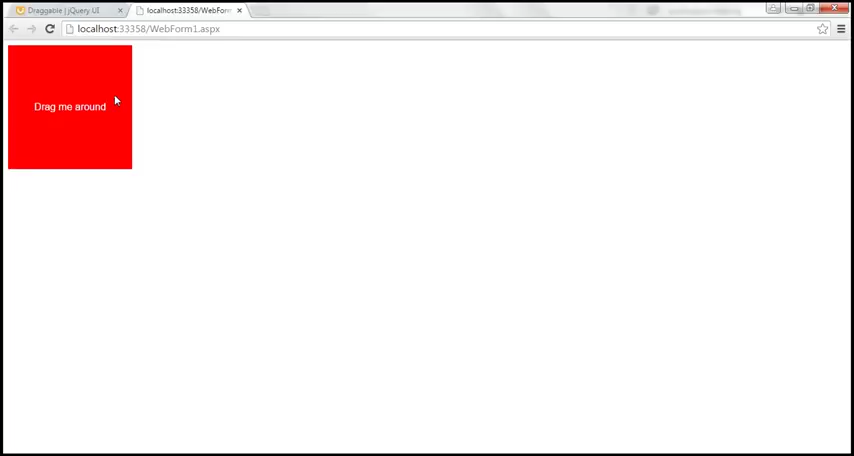 Draggable | jQuery UI
localhost:33358/WebForm
localhost:33358/WebForm1.aspx
Drag me around